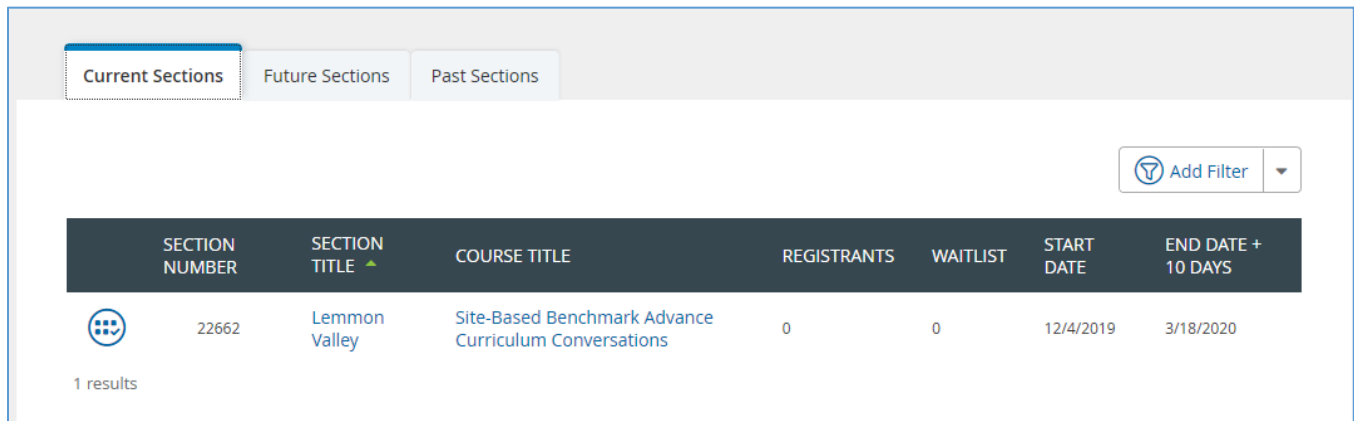 Current Sections Future Sections Past Sections
Add Filter
SECTION NUMBER SECTION TITLE COURSE TITLE REGISTRANTS WAITLIST START DATE END DATE + 10 DAYS
22662 Lemmon Valley Site-Based Benchmark Advance Curriculum Conversations 0 0 12/4/2019 3/18/2020
1 results